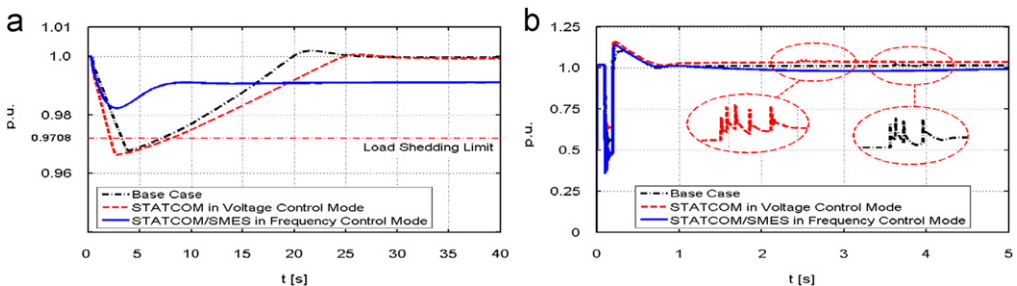 a
1.01
1.0
0.99
0.98
0.9708
0.96
p.u.
Load Shedding Limit
Base Case
STATCOM in Voltage Control Mode
STATCOM/SMES in Frequency Control Mode
0 5 10 15 20 25 30 35 40
t [s]
b
1.25
1.0
0.75
0.5
0.25
0
p.u.
Base Case
STATCOM in Voltage Control Mode
STATCOM/SMES in Frequency Control Mode
0 1 2 3 4 5
t [s]